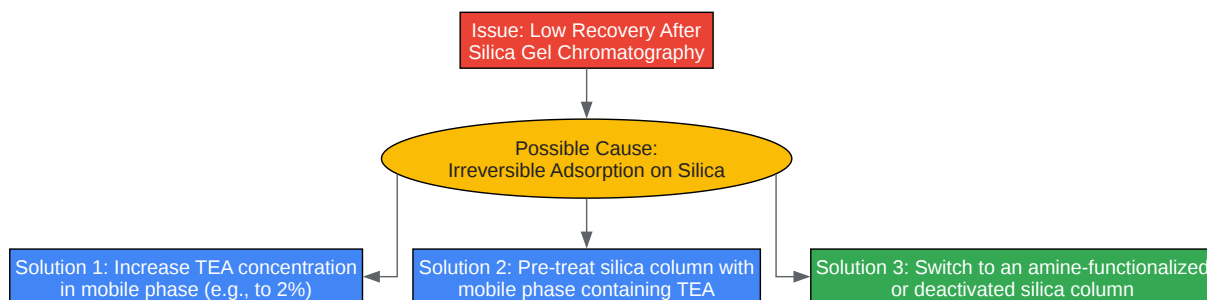 Issue: Low Recovery After
Silica Gel Chromatography
Possible Cause:
Irreversible Adsorption on Silica
Solution 1: Increase TEA concentration
in mobile phase (e.g., to 2%)
Solution 2: Pre-treat silica column with
mobile phase containing TEA
Solution 3: Switch to an amine-functionalized
or deactivated silica column